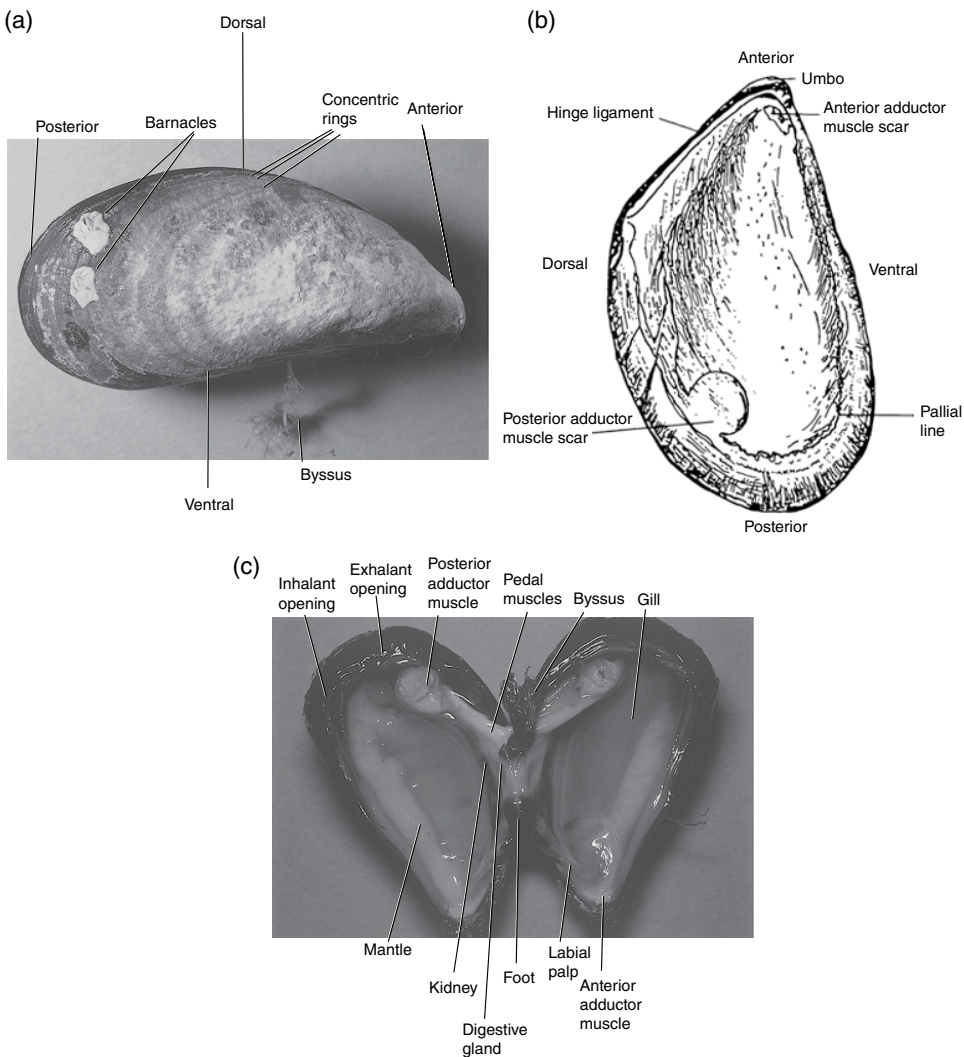 (a)
Dorsal
Posterior
Barnacles
Concentric
rings
Anterior
Byssus
Ventral
(b)
Anterior
Umbo
Hinge ligament
Anterior adductor
muscle scar
Dorsal
Ventral
Posterior adductor
muscle scar
Pallial
line
Posterior
(c)
Inhalant
opening
Exhalant
opening
Posterior
adductor
muscle
Pedal
muscles
Byssus
Gill
Mantle
Kidney
Digestive
gland
Foot
Labial
palp
Anterior
adductor
muscle